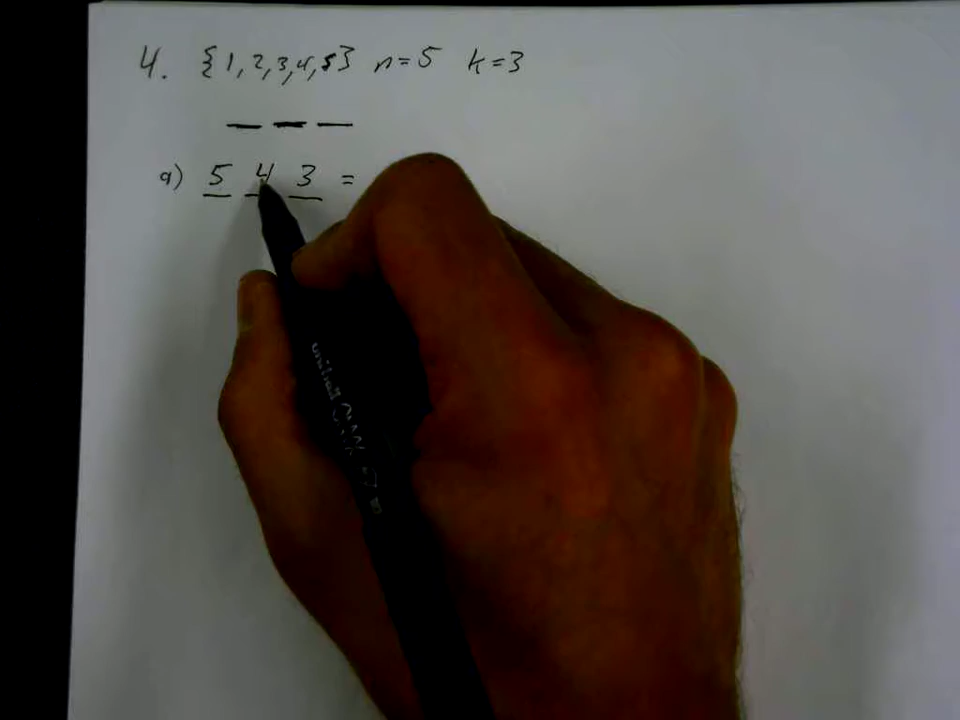 4. {1,2,3,4,5} n=5 k=3
_ _ _
a) 5 4 3 =